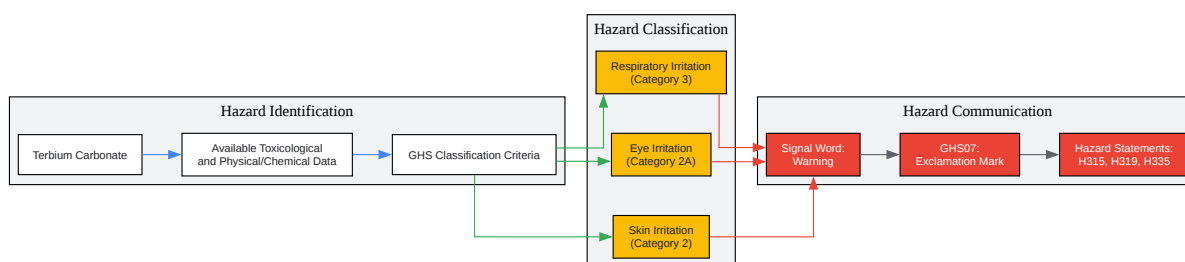 Hazard Identification
Terbium Carbonate
Available Toxicological
and Physical/Chemical Data
GHS Classification Criteria
Hazard Classification
Respiratory Irritation
(Category 3)
Eye Irritation
(Category 2A)
Skin Irritation
(Category 2)
Hazard Communication
Signal Word:
Warning
GHS07:
Exclamation Mark
Hazard Statements:
H315, H319, H335